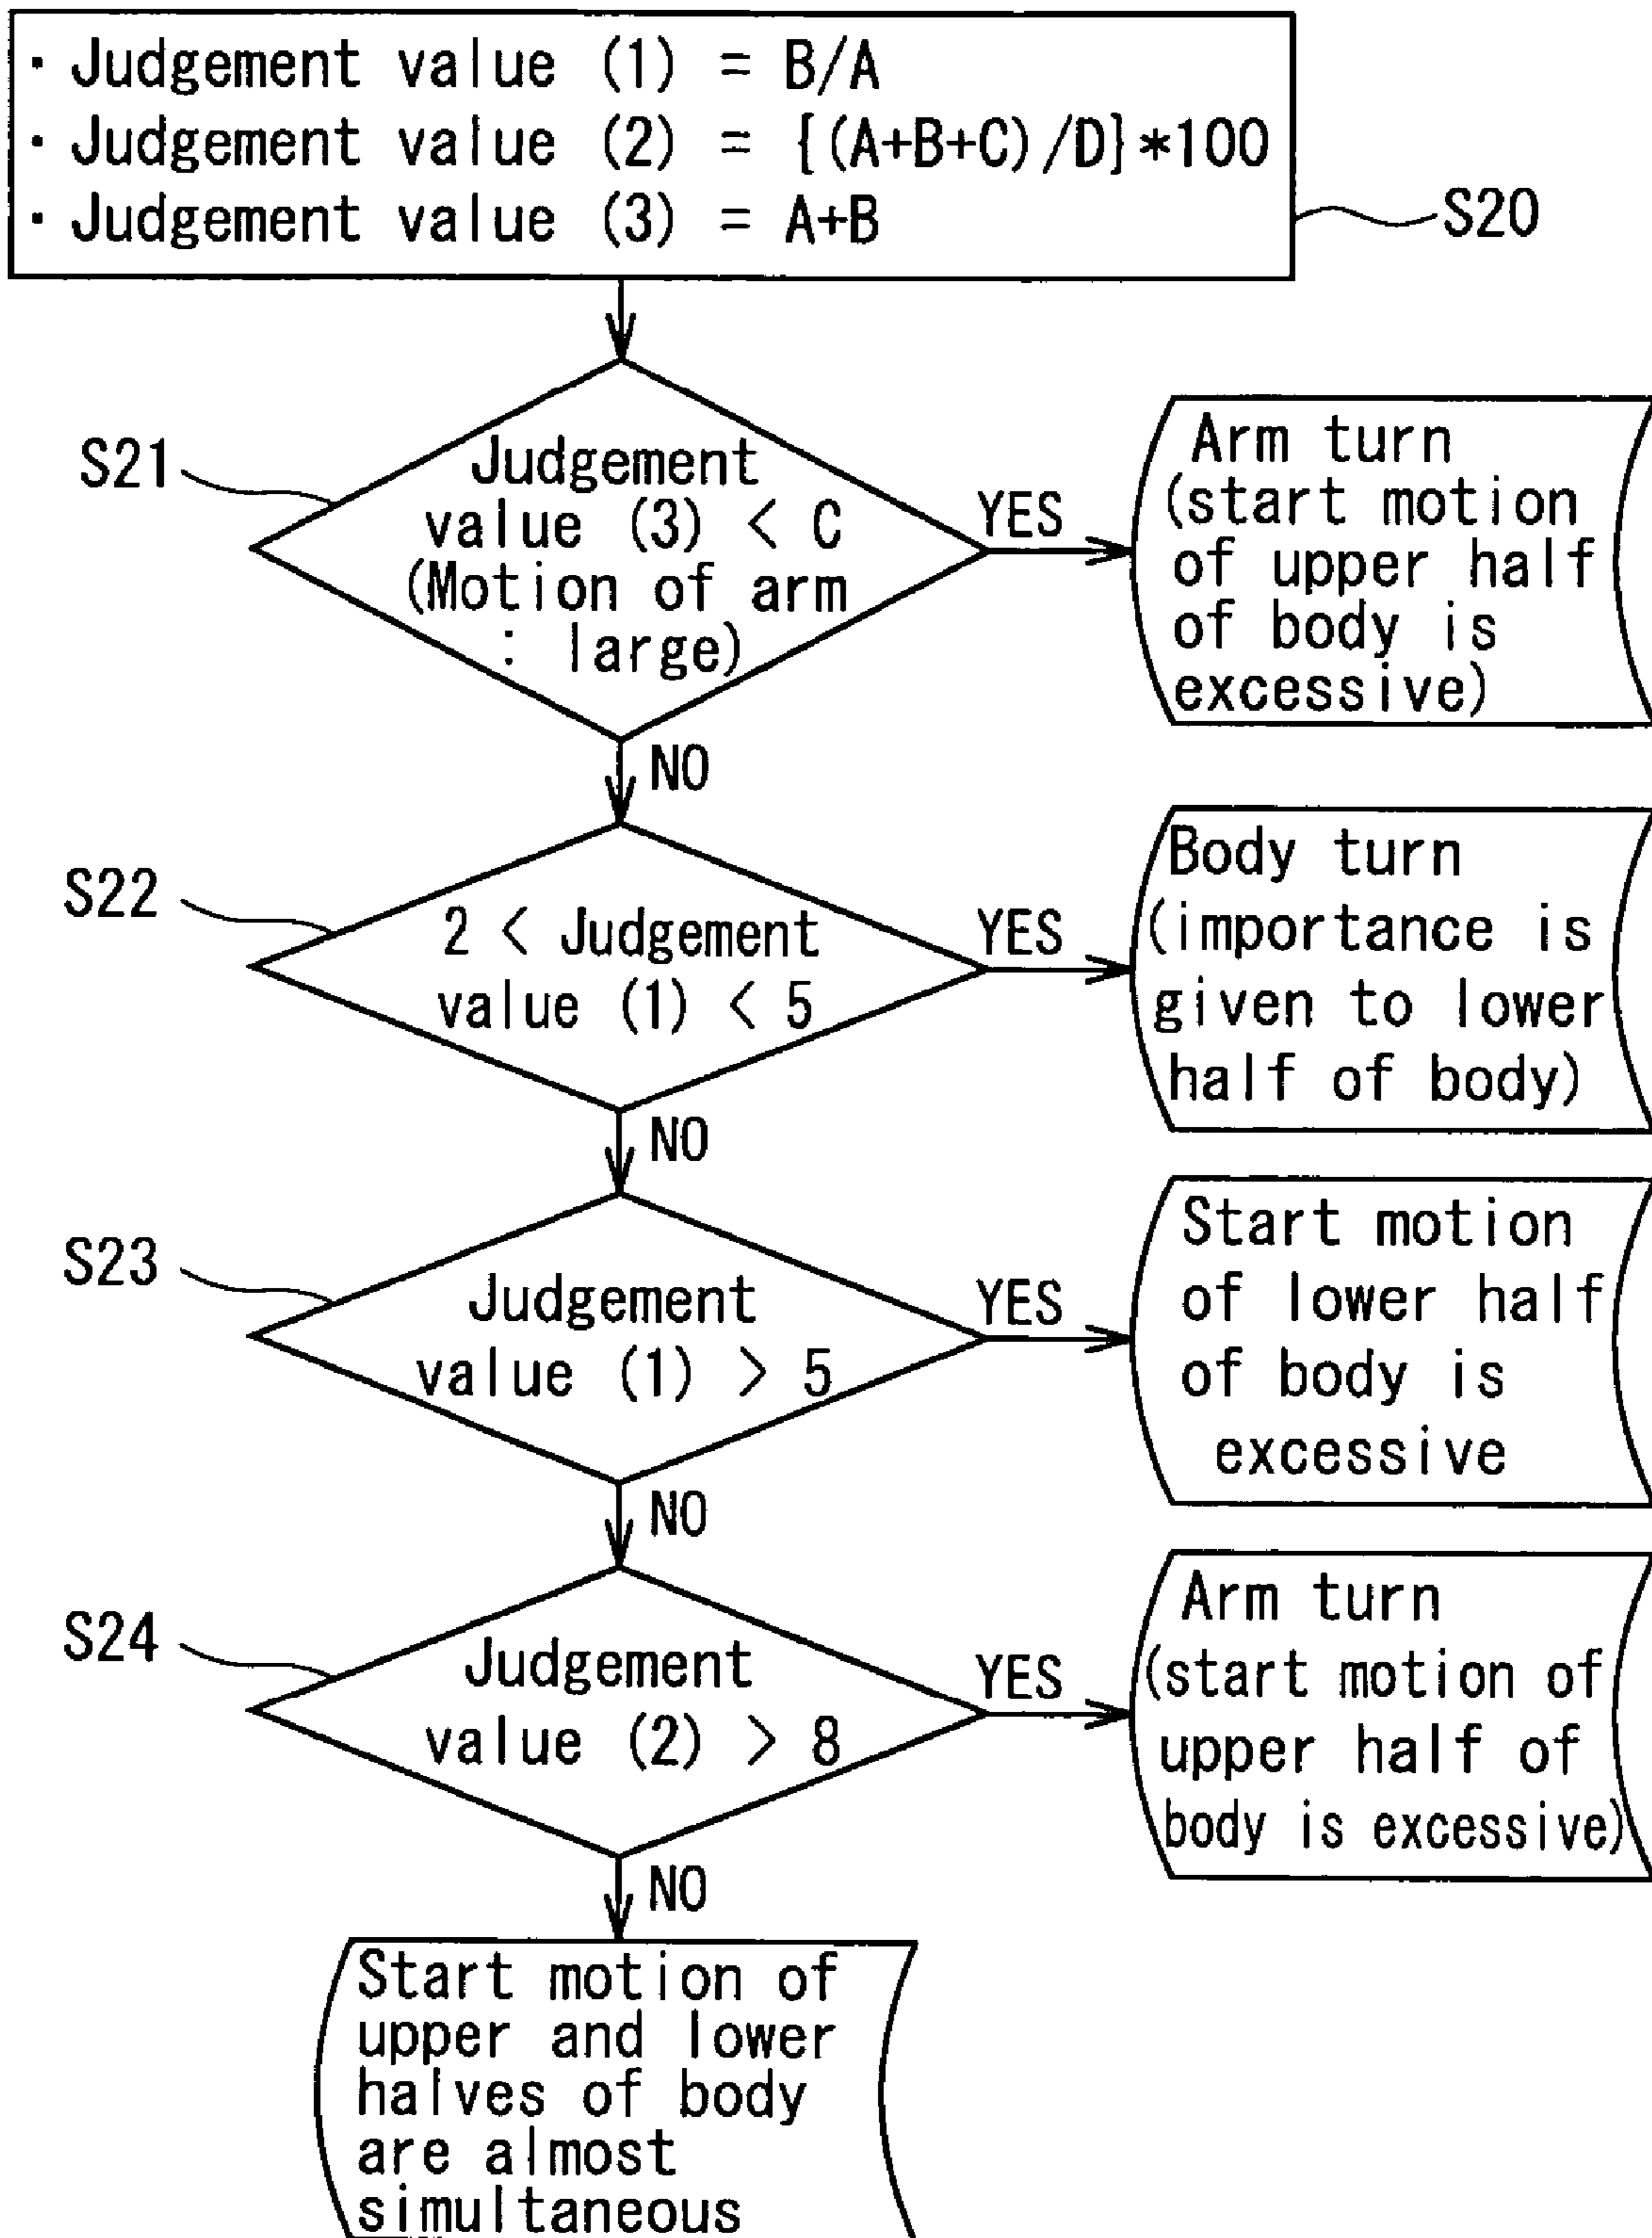 · Judgement value (1) = B/A
· Judgement value (2) = {(A+B+C)/D}*100
· Judgement value (3) = A+B
S20
S21
Judgement
value (3) < C
(Motion of arm
: large)
YES
Arm turn
(start motion
of upper half
of body is
excessive)
NO
S22
2 < Judgement
value (1) < 5
YES
Body turn
(importance is
given to lower
half of body)
NO
S23
Judgement
value (1) > 5
YES
Start motion
of lower half
of body is
excessive
NO
S24
Judgement
value (2) > 8
YES
Arm turn
(start motion of
upper half of
body is excessive)
NO
Start motion of
upper and lower
halves of body
are almost
simultaneous